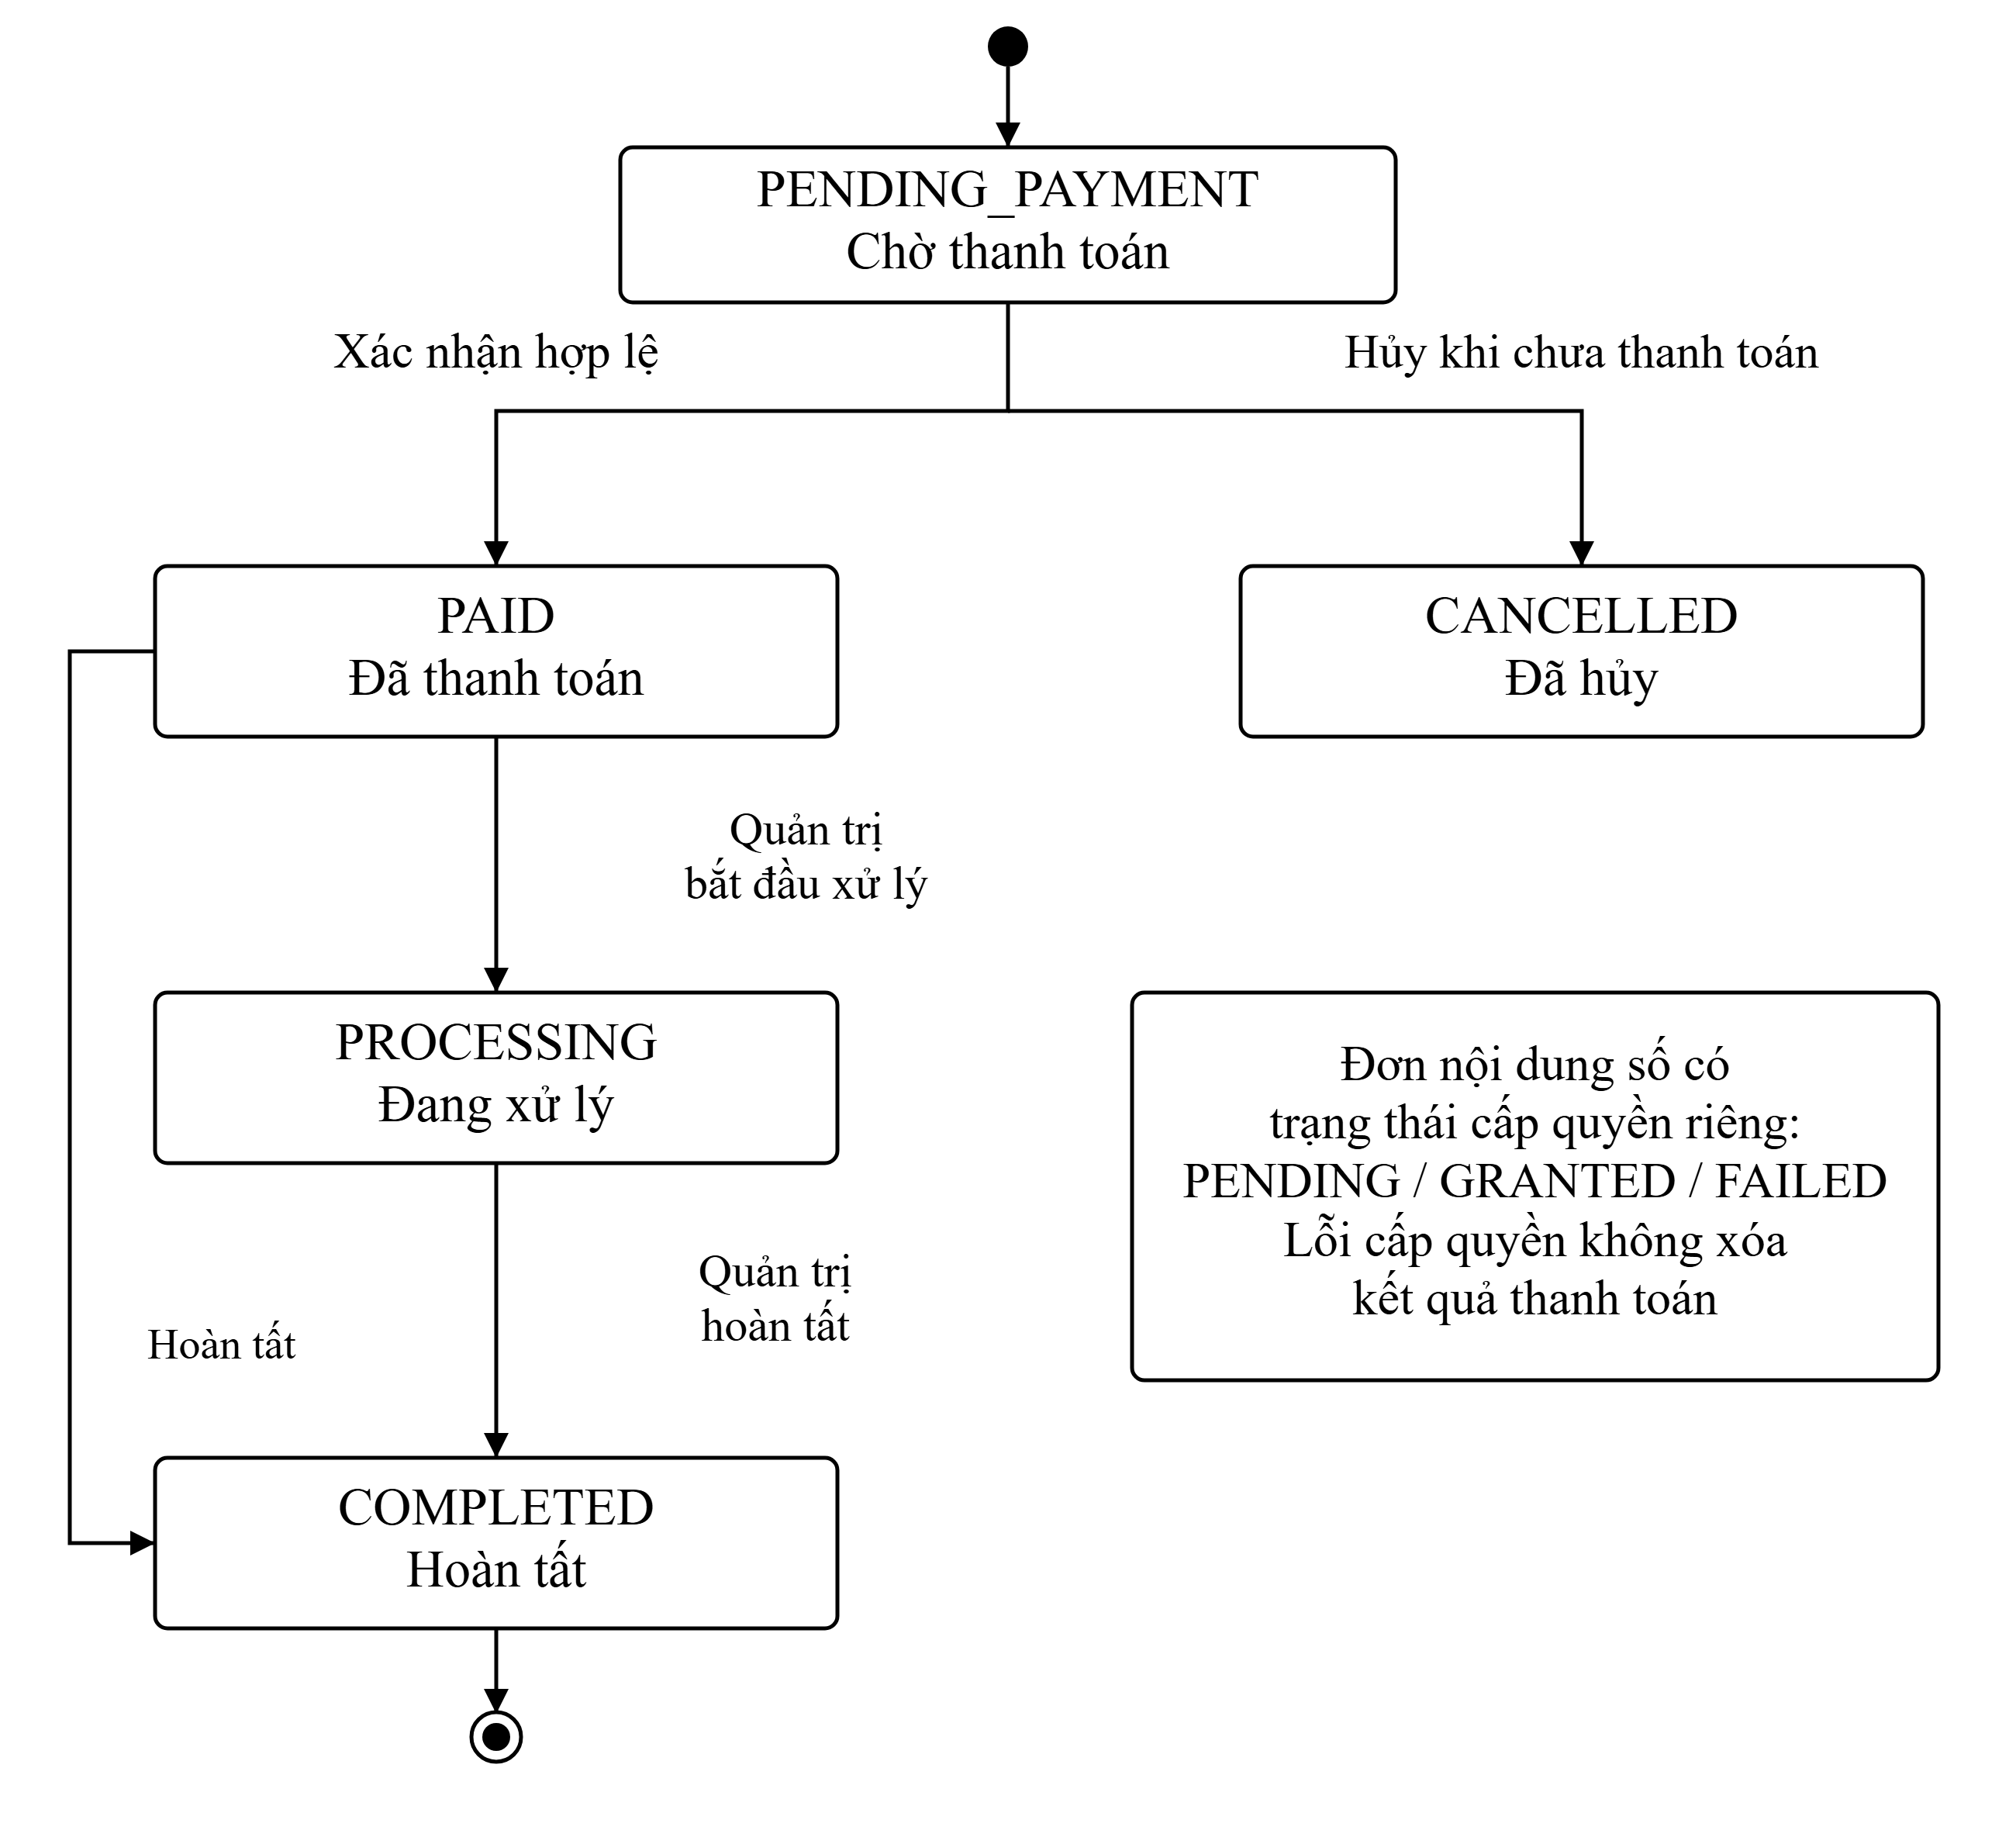 PENDING_PAYMENT
Chờ thanh toán
Xác nhận hợp lệ
Hủy khi chưa thanh toán
PAID
Đã thanh toán
CANCELLED
Đã hủy
Quản trị
bắt đầu xử lý
PROCESSING
Đang xử lý
Đơn nội dung số có
trạng thái cấp quyền riêng:
PENDING / GRANTED / FAILED
Lỗi cấp quyền không xóa
kết quả thanh toán
Quản trị
hoàn tất
Hoàn tất
COMPLETED
Hoàn tất